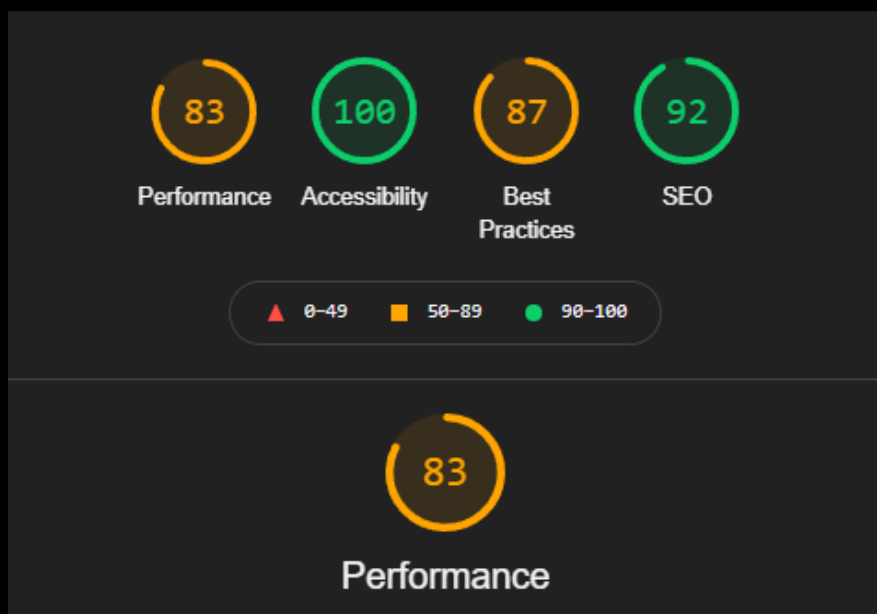 83 100 87 92
Performance Accessibility Best Practices SEO
0–49 50–89 90–100
83
Performance